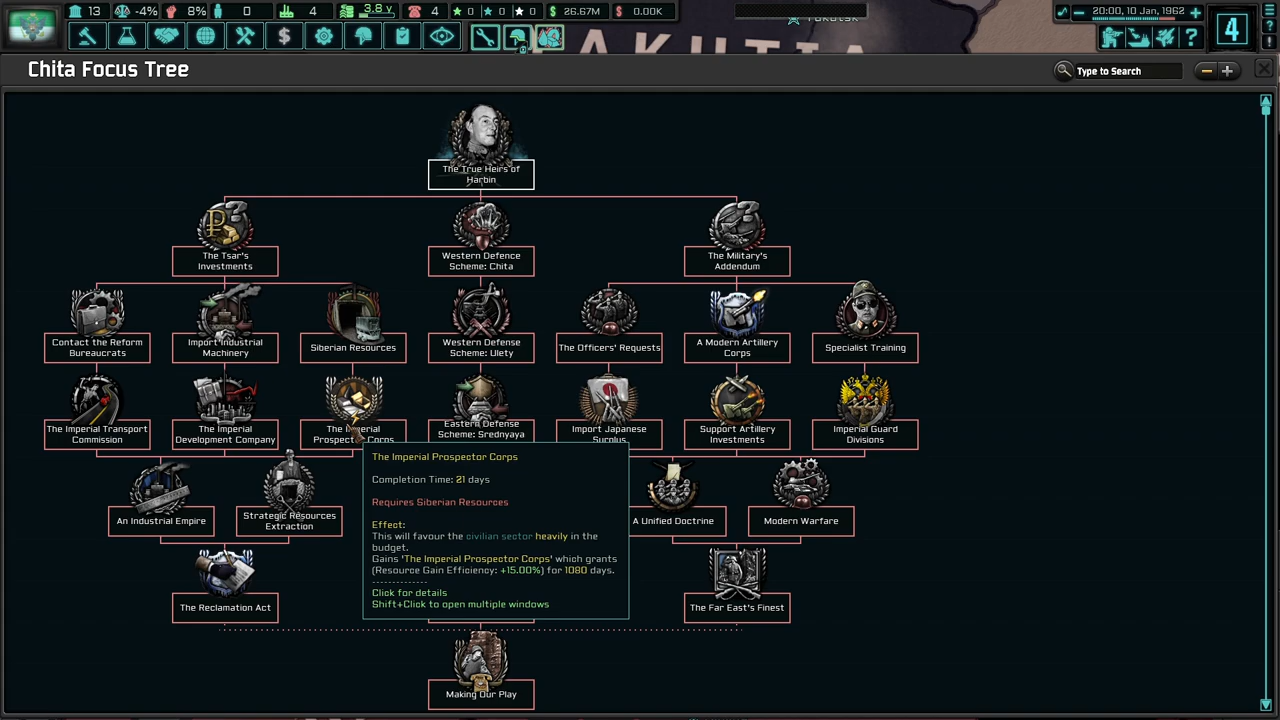 13
-4%
8%
0
4
3.8 v
4
0
0
0
26.67M
0.00K
20:00, 10 Jan, 1962
4
AKUTIA
Chita Focus Tree
Type to Search
The True Heirs of
Harbin
The Tsar's
Investments
Western Defence
Scheme: Chita
The Military's
Addendum
Contact the Reform
Bureaucrats
Import Industrial
Machinery
Siberian Resources
Western Defense
Scheme: Ulety
The Officers' Requests
A Modern Artillery
Corps
Specialist Training
The Imperial Transport
Commission
The Imperial
Development Company
The Imperial
Prospector Corps
Eastern Defense
Scheme: Srednyaya
Import Japanese
Surplus
Support Artillery
Investments
Imperial Guard
Divisions
The Imperial Prospector Corps
Completion Time: 21 days
Requires Siberian Resources
Effect:
This will favour the civilian sector heavily in the
budget.
Gains 'The Imperial Prospector Corps' which grants
(Resource Gain Efficiency: +15.00%) for 1080 days.
--------------
Click for details
Shift+Click to open multiple windows
An Industrial Empire
Strategic Resources
Extraction
A Unified Doctrine
Modern Warfare
The Reclamation Act
The Far East's Finest
Making Our Play